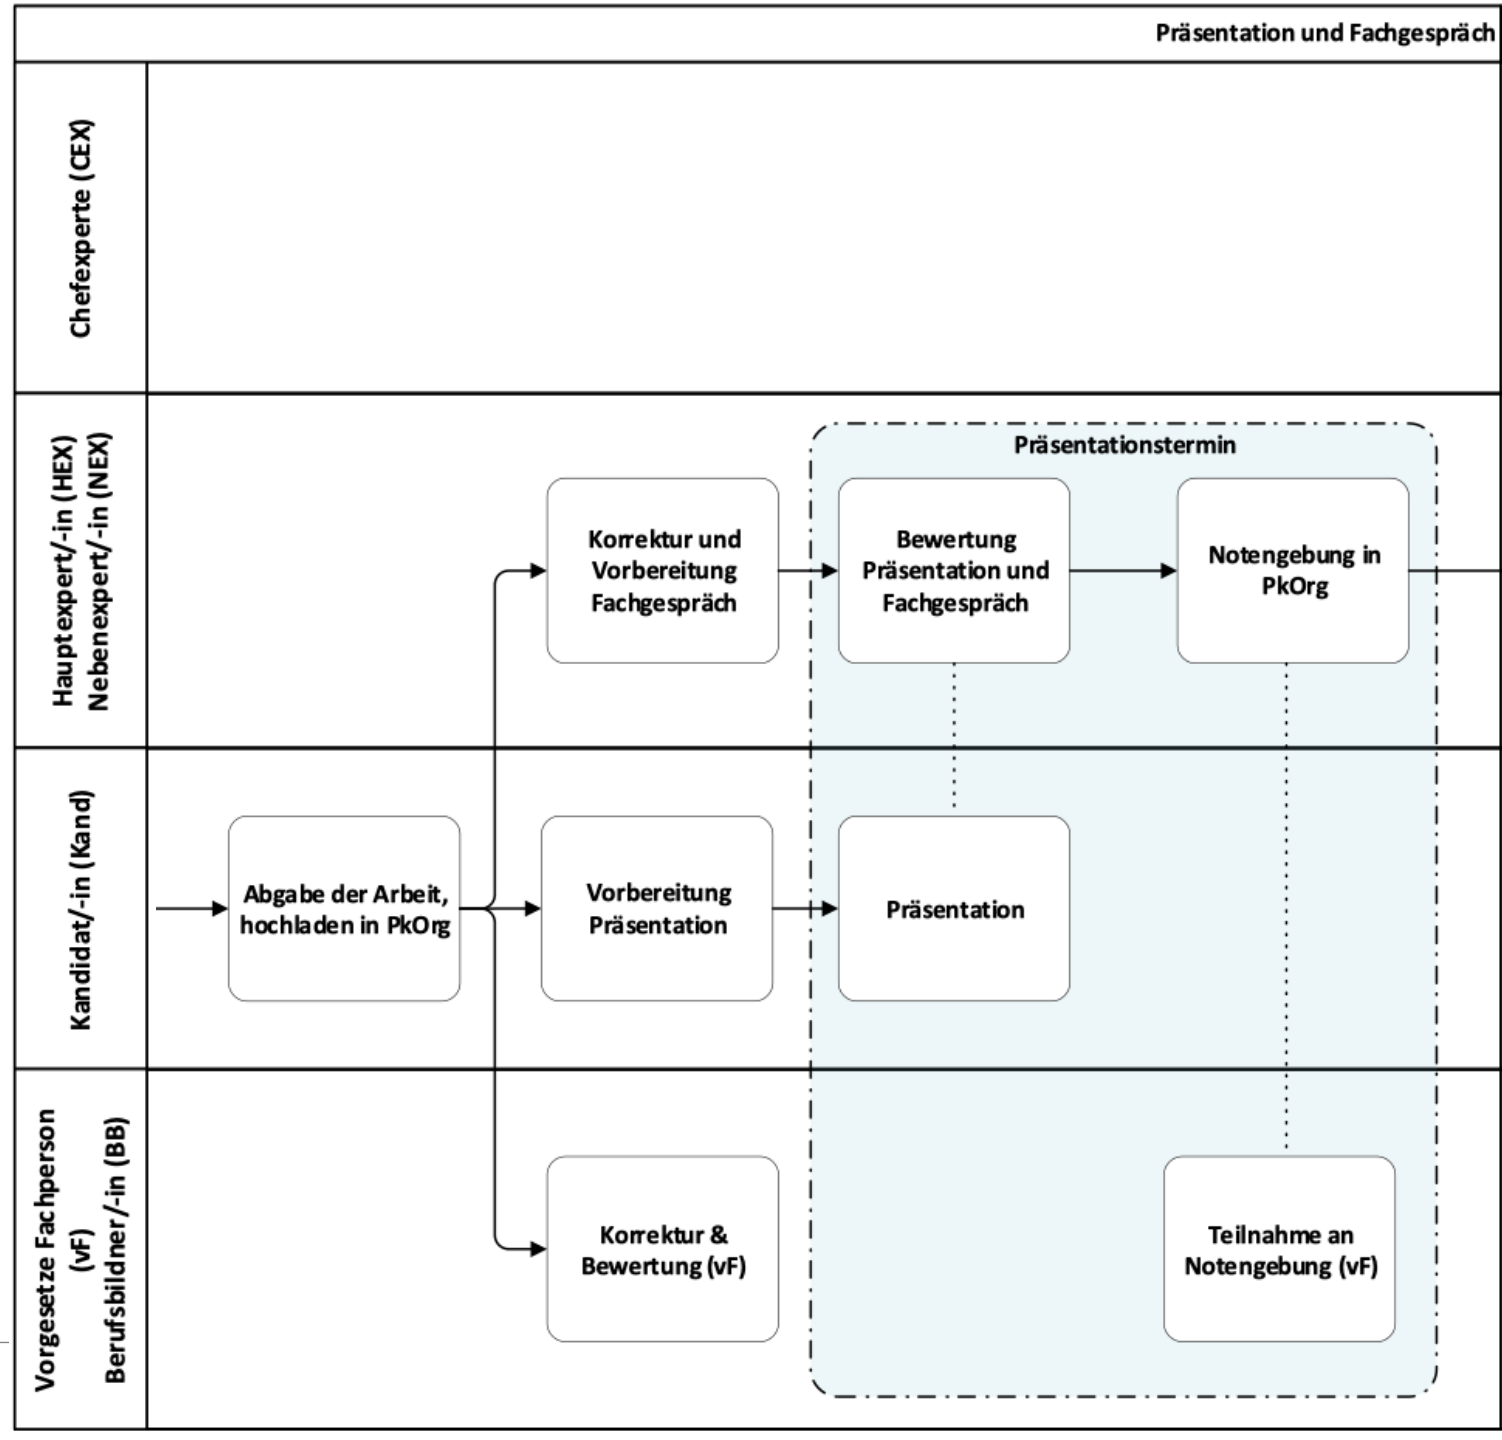 Präsentation und Fachgespräch
Chefexperte (CEX)
Hauptexpert/-in (HEX)
Nebenexpert/-in (NEX)
Präsentationstermin
Korrektur und
Vorbereitung
Fachgespräch
Bewertung
Präsentation und
Fachgespräch
Notengebung in
PkOrg
Kandidat/-in (Kand)
Abgabe der Arbeit,
hochladen in PkOrg
Vorbereitung
Präsentation
Präsentation
Vorgesetze Fachperson
(vF)
Berufsbildner/-in (BB)
Korrektur &
Bewertung (vF)
Teilnahme an
Notengebung (vF)